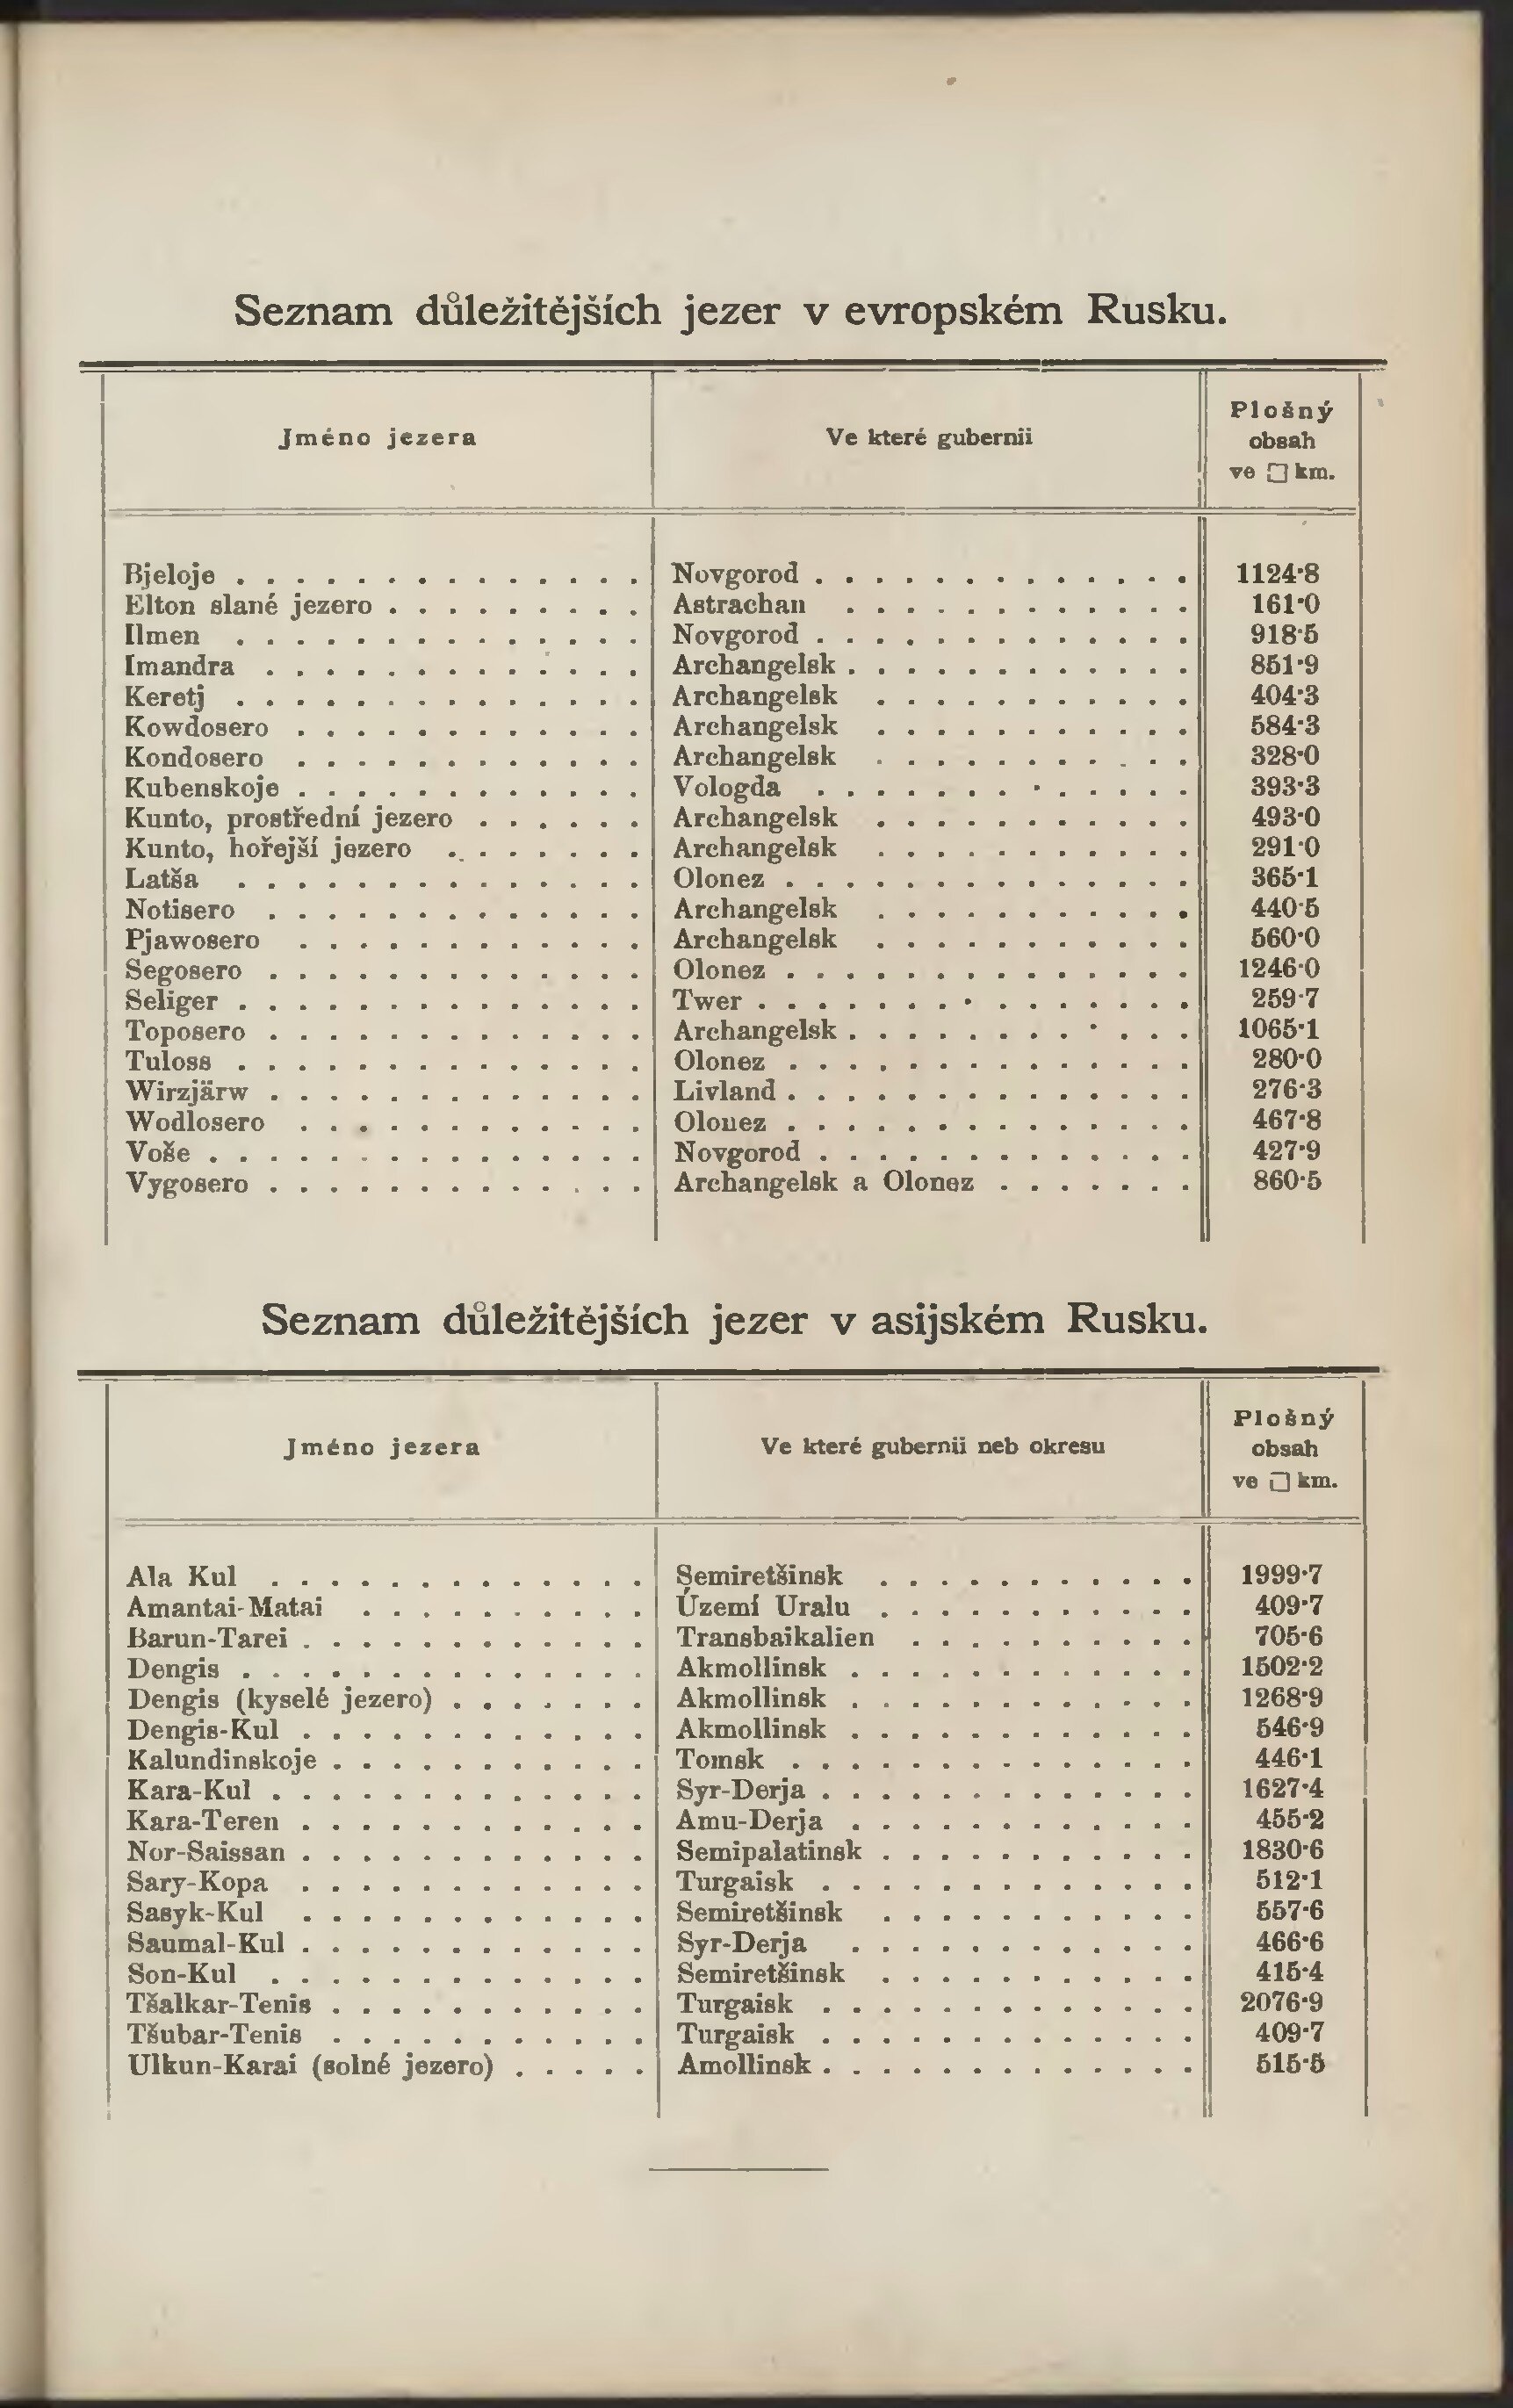 Seznam důležitějších jezer v evropském Rusku.
Jméno jezera Ve které gubernii Plošný
obsah
ve □ km.
Bjeloje . . . . . . . . . . . . . . Novgorod . . . . . . . . . . . . . 1124·8
Elton slané jezero . . . . . . . . . Astrachan . . . . . . . . . . . . 161·0
Ilmen . . . . . . . . . . . . . . Novgorod . . . . . . . . . . . . . 918·5
Imandra . . . . . . . . . . . . . Archangelsk . . . . . . . . . . . . 851·9
Keretj . . . . . . . . . . . . . . Archangelsk . . . . . . . . . . . 404·3
Kowdosero . . . . . . . . . . . . Archangelsk . . . . . . . . . . . 584·3
Kondosero . . . . . . . . . . . . Archangelsk . . . . . . . . . . . 328·0
Kubenskoje . . . . . . . . . . . . Vologda . . . . . . . . . . . . . 393·3
Kunto, prostřední jezero . . . . . . Archangelsk . . . . . . . . . . . 493·0
Kunto, hořejší jezero . . . . . . . Archangelsk . . . . . . . . . . . 291·0
Latša . . . . . . . . . . . . . . Olonez . . . . . . . . . . . . . . 365·1
Notisero . . . . . . . . . . . . . Archangelsk . . . . . . . . . . . 440·5
Pjawosero . . . . . . . . . . . . Archangelsk . . . . . . . . . . . 560·0
Segosero . . . . . . . . . . . . . Olonez . . . . . . . . . . . . . . 1246·0
Seliger . . . . . . . . . . . . . . Twer . . . . . . . . . . . . . . . 259·7
Toposero . . . . . . . . . . . . . Archangelsk . . . . . . . . . . . . 1065·1
Tuloss . . . . . . . . . . . . . . Olonez . . . . . . . . . . . . . . 280·0
Wirzjärw . . . . . . . . . . . . . Livland . . . . . . . . . . . . . . 276·3
Wodlosero . . . . . . . . . . . . Olonez . . . . . . . . . . . . . . 467·8
Voše . . . . . . . . . . . . . . . Novgorod . . . . . . . . . . . . . 427·9
Vygosero . . . . . . . . . . . . . Archangelsk a Olonez . . . . . . . 860·5
Seznam důležitějších jezer v asijském Rusku.
Jméno jezera Ve které gubernii neb okresu Plošný
obsah
ve □ km.
Ala Kul . . . . . . . . . . . . . Semiretšinsk . . . . . . . . . . . 1999·7
Amantai-Matai . . . . . . . . . . Území Uralu . . . . . . . . . . . 409·7
Barun-Tarei . . . . . . . . . . . . Transbaikalien . . . . . . . . . . 705·6
Dengis . . . . . . . . . . . . . . Akmollinsk . . . . . . . . . . . . 1502·2
Dengis (kyselé jezero) . . . . . . . Akmollinsk . . . . . . . . . . . . 1268·9
Dengis-Kul . . . . . . . . . . . . Akmollinsk . . . . . . . . . . . . 546·9
Kalundinskoje . . . . . . . . . . . Tomsk . . . . . . . . . . . . . . 446·1
Kara-Kul . . . . . . . . . . . . . Syr-Derja . . . . . . . . . . . . . 1627·4
Kara-Teren . . . . . . . . . . . . Amu-Derja . . . . . . . . . . . . 455·2
Nor-Saissan . . . . . . . . . . . . Semipalatinsk . . . . . . . . . . . 1830·6
Sary-Kopa . . . . . . . . . . . . Turgaisk . . . . . . . . . . . . . 512·1
Sasyk-Kul . . . . . . . . . . . . Semiretšinsk . . . . . . . . . . . 557·6
Saumal-Kul . . . . . . . . . . . . Syr-Derja . . . . . . . . . . . . 466·6
Son-Kul . . . . . . . . . . . . . Semiretšinsk . . . . . . . . . . . 415·4
Tšalkar-Tenis . . . . . . . . . . . Turgaisk . . . . . . . . . . . . . 2076·9
Tšubar-Tenis . . . . . . . . . . . Turgaisk . . . . . . . . . . . . . 409·7
Ulkun-Karai (solné jezero) . . . . . Amollinsk . . . . . . . . . . . . . 515·5